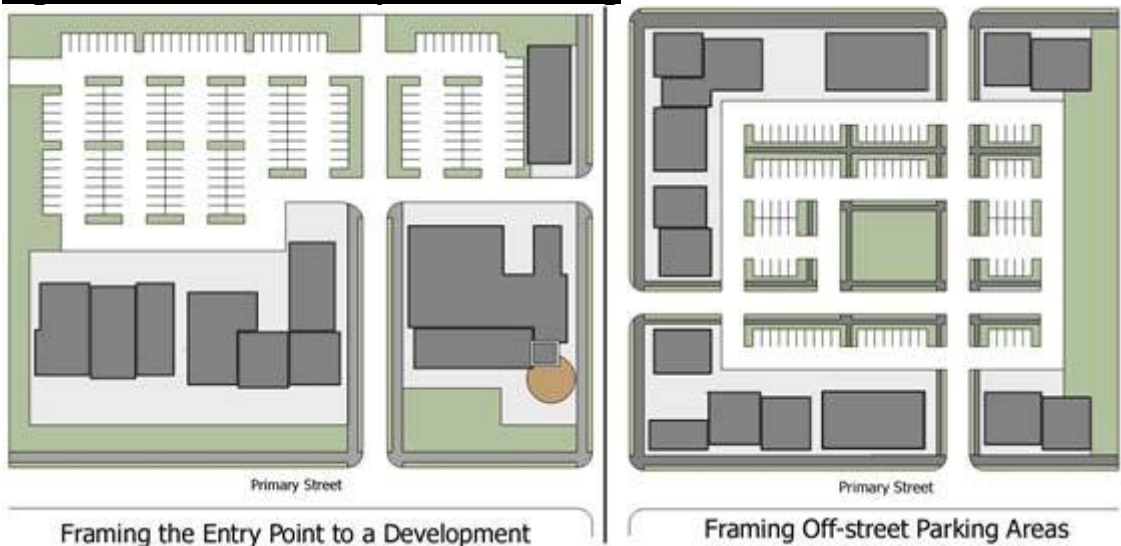 Primary Street
Framing the Entry Point to a Development
Primary Street
Framing Off-street Parking Areas